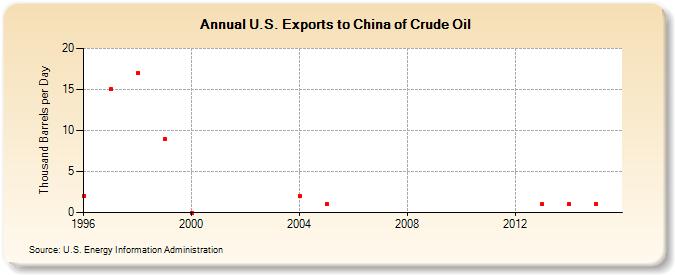 Annual U.S. Exports to China of Crude Oil
Thousand Barrels per Day
20
15
10
5
0
1996 2000 2004 2008 2012
Source: U.S. Energy Information Administration